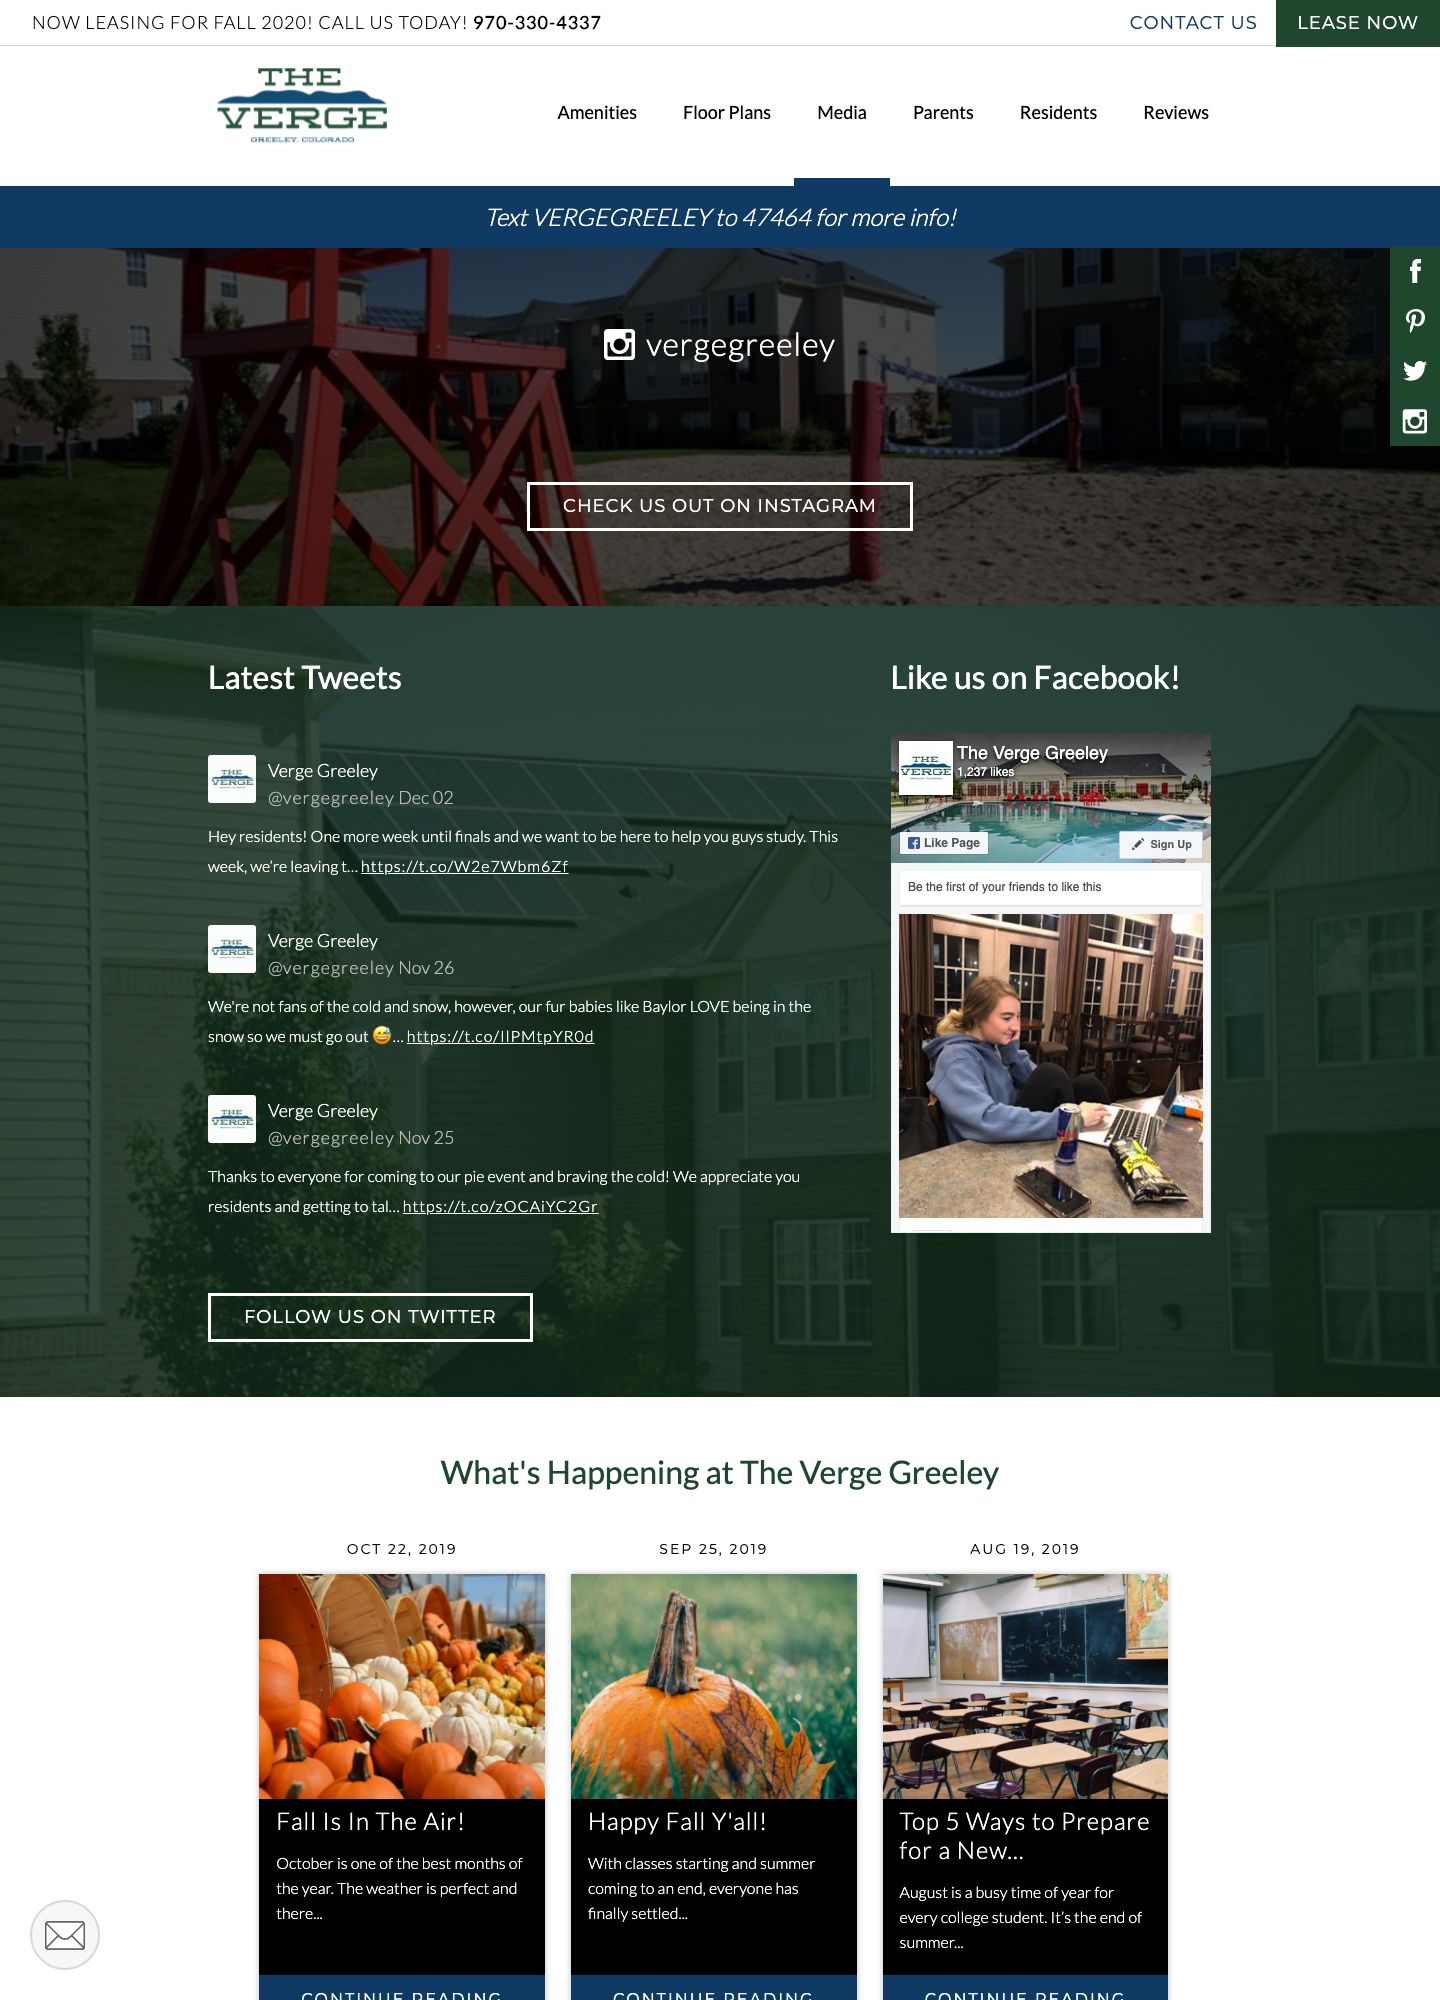 NOW LEASING FOR FALL 2020! CALL US TODAY! 970-330-4337
CONTACT US
LEASE NOW
THE
VERGE
GREELEY, COLORADO
Amenities
Floor Plans
Media
Parents
Residents
Reviews
Text VERGEGREELEY to 47464 for more info!
vergegreeley
CHECK US OUT ON INSTAGRAM
Latest Tweets
THE
VERGE
Verge Greeley
@vergegreeley Dec 02
Hey residents! One more week until finals and we want to be here to help you guys study. This
week, we’re leaving t... https://t.co/W2e7Wbm6Zf
THE
VERGE
Verge Greeley
@vergegreeley Nov 26
We're not fans of the cold and snow, however, our fur babies like Baylor LOVE being in the
snow so we must go out 😅... https://t.co/IlPMtpYR0d
THE
VERGE
Verge Greeley
@vergegreeley Nov 25
Thanks to everyone for coming to our pie event and braving the cold! We appreciate you
residents and getting to tal... https://t.co/zOCAiYC2Gr
FOLLOW US ON TWITTER
Like us on Facebook!
THE
VERGE
The Verge Greeley
1,237 likes
Like Page
Sign Up
Be the first of your friends to like this
What's Happening at The Verge Greeley
OCT 22, 2019
Fall Is In The Air!
October is one of the best months of
the year. The weather is perfect and
there...
CONTINUE READING
SEP 25, 2019
Happy Fall Y'all!
With classes starting and summer
coming to an end, everyone has
finally settled...
CONTINUE READING
AUG 19, 2019
Top 5 Ways to Prepare
for a New...
August is a busy time of year for
every college student. It’s the end of
summer...
CONTINUE READING